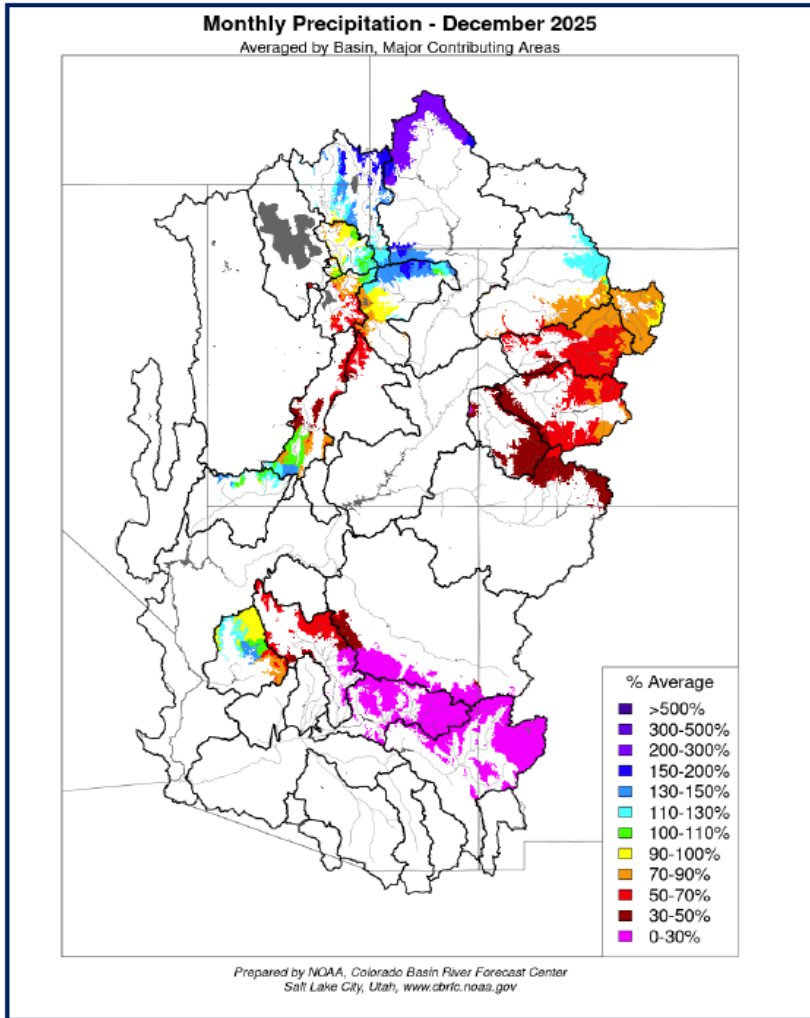 Monthly Precipitation - December 2025
Averaged by Basin, Major Contributing Areas
% Average
>500%
300-500%
200-300%
150-200%
130-150%
110-130%
100-110%
90-100%
70-90%
50-70%
30-50%
0-30%
Prepared by NOAA, Colorado Basin River Forecast Center
Salt Lake City, Utah, www.cbrfc.noaa.gov